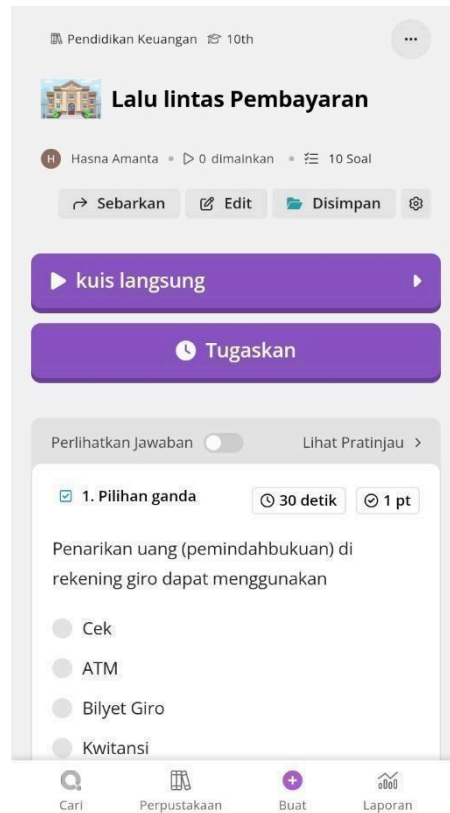 Pendidikan Keuangan 10th
Lalu lintas Pembayaran
H Hasna Amanta • 0 dimainkan • 10 Soal
Sebarkan Edit Disimpan
kuis langsung
Tugaskan
Perlihatkan Jawaban Lihat Pratinjau >
1. Pilihan ganda 30 detik 1 pt
Penarikan uang (pemindahbukuan) di
rekening giro dapat menggunakan
Cek
ATM
Bilyet Giro
Kwitansi
Cari Perpustakaan Buat Laporan